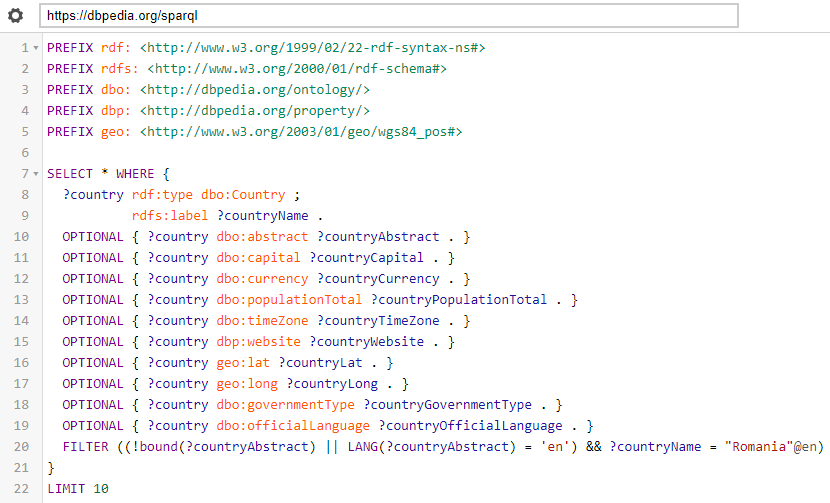 https://dbpedia.org/sparql
1 PREFIX rdf: <http://www.w3.org/1999/02/22-rdf-syntax-ns#>
2 PREFIX rdfs: <http://www.w3.org/2000/01/rdf-schema#>
3 PREFIX dbo: <http://dbpedia.org/ontology/>
4 PREFIX dbp: <http://dbpedia.org/property/>
5 PREFIX geo: <http://www.w3.org/2003/01/geo/wgs84_pos#>
6
7 SELECT * WHERE {
8   ?country rdf:type dbo:Country ;
9            rdfs:label ?countryName .
10   OPTIONAL { ?country dbo:abstract ?countryAbstract . }
11   OPTIONAL { ?country dbo:capital ?countryCapital . }
12   OPTIONAL { ?country dbo:currency ?countryCurrency . }
13   OPTIONAL { ?country dbo:populationTotal ?countryPopulationTotal . }
14   OPTIONAL { ?country dbo:timeZone ?countryTimeZone . }
15   OPTIONAL { ?country dbp:website ?countryWebsite . }
16   OPTIONAL { ?country geo:lat ?countryLat . }
17   OPTIONAL { ?country geo:long ?countryLong . }
18   OPTIONAL { ?country dbo:governmentType ?countryGovernmentType . }
19   OPTIONAL { ?country dbo:officialLanguage ?countryOfficialLanguage . }
20   FILTER ((!bound(?countryAbstract) || LANG(?countryAbstract) = 'en') && ?countryName = "Romania"@en)
21 }
22 LIMIT 10